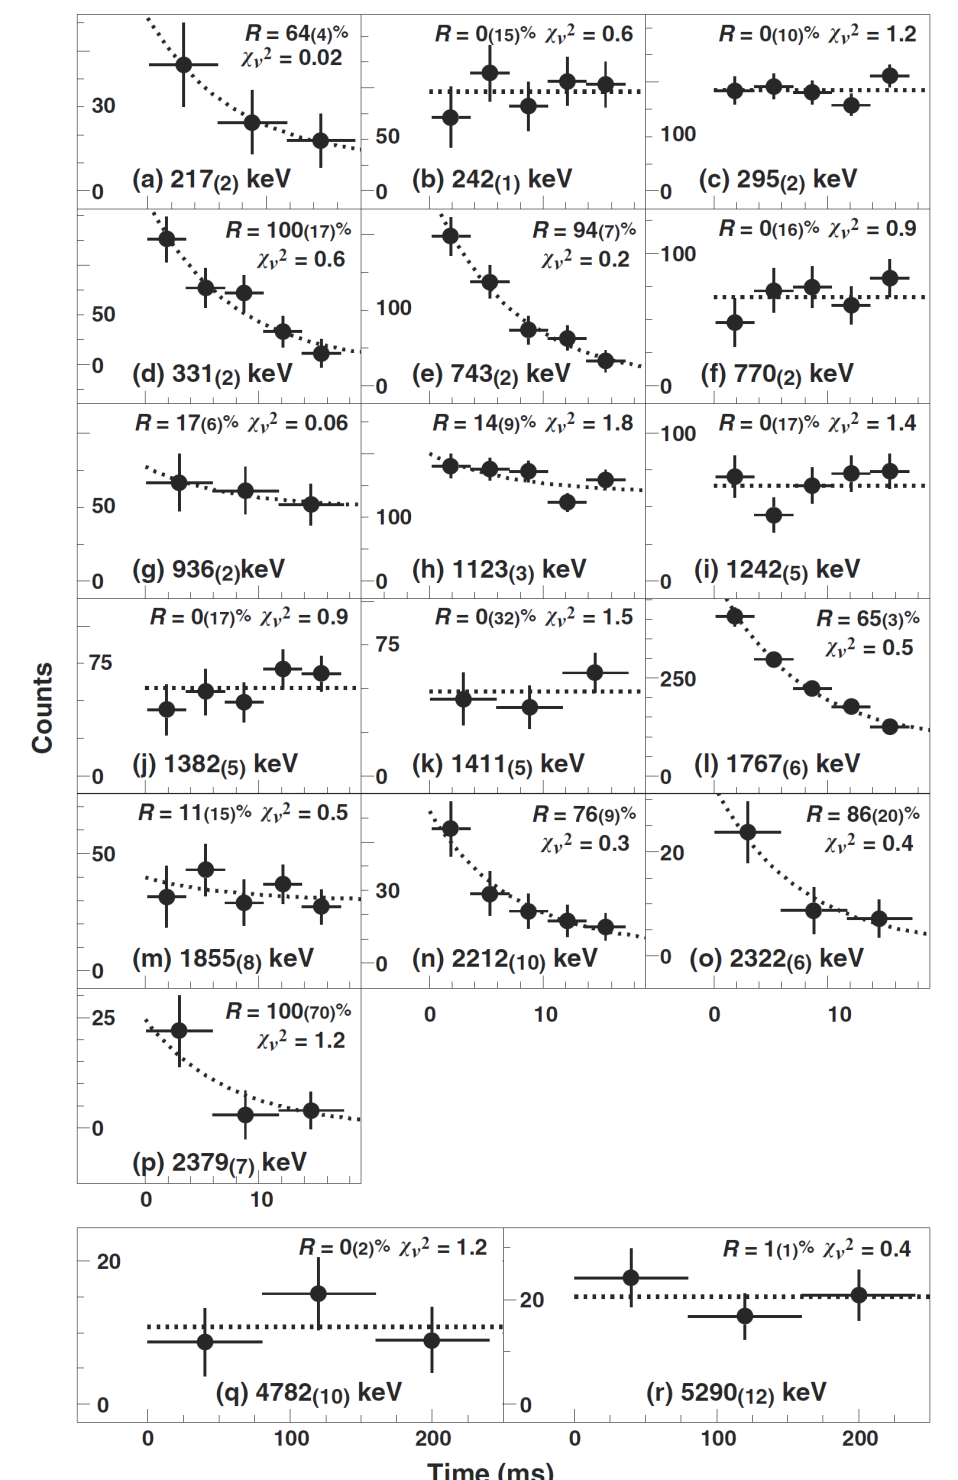 R = 64(4)%
χν² = 0.02
30
0
(a) 217(2) keV
R = 0(15)% χν² = 0.6
50
0
(b) 242(1) keV
R = 0(10)% χν² = 1.2
100
0
(c) 295(2) keV
R = 100(17)%
χν² = 0.6
50
0
(d) 331(2) keV
R = 94(7)%
χν² = 0.2
100
0
(e) 743(2) keV
R = 0(16)% χν² = 0.9
100
0
(f) 770(2) keV
R = 17(6)% χν² = 0.06
50
0
(g) 936(2)keV
R = 14(9)% χν² = 1.8
100
0
(h) 1123(3) keV
R = 0(17)% χν² = 1.4
100
0
(i) 1242(5) keV
Counts
R = 0(17)% χν² = 0.9
75
0
(j) 1382(5) keV
R = 0(32)% χν² = 1.5
75
0
(k) 1411(5) keV
R = 65(3)%
χν² = 0.5
250
0
(l) 1767(6) keV
R = 11(15)% χν² = 0.5
50
0
(m) 1855(8) keV
R = 76(9)%
χν² = 0.3
30
0
(n) 2212(10) keV
0 10
R = 86(20)%
χν² = 0.4
20
0
(o) 2322(6) keV
0 10
R = 100(70)%
χν² = 1.2
25
0
(p) 2379(7) keV
0 10
R = 0(2)% χν² = 1.2
20
0
(q) 4782(10) keV
0 100 200
R = 1(1)% χν² = 0.4
20
0
(r) 5290(12) keV
0 100 200
Time (ms)